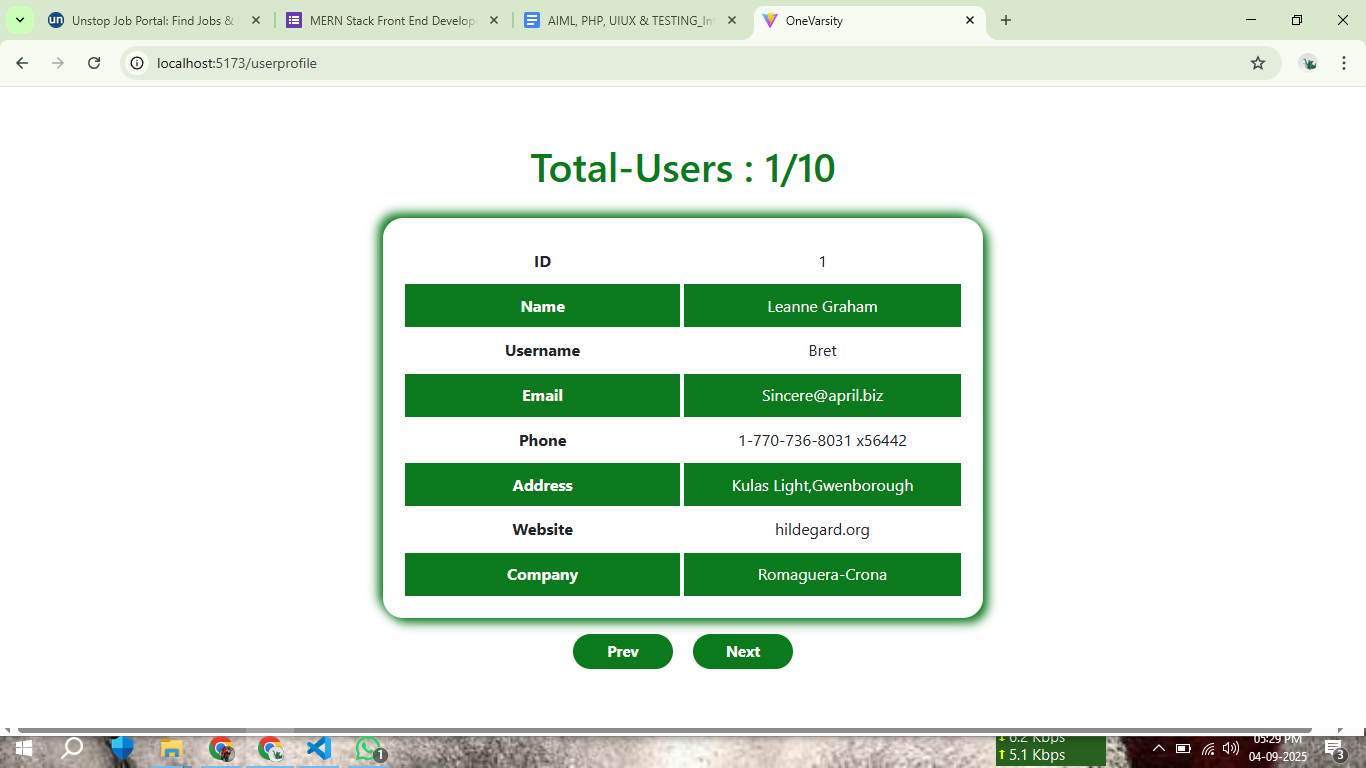 Unstop Job Portal: Find Jobs &
MERN Stack Front End Develope
AIML, PHP, UIUX & TESTING_Int
OneVarsity
localhost:5173/userprofile
Total-Users : 1/10
ID 1
Name Leanne Graham
Username Bret
Email Sincere@april.biz
Phone 1-770-736-8031 x56442
Address Kulas Light,Gwenborough
Website hildegard.org
Company Romaguera-Crona
Prev Next
1
6.2 Kbps
5.1 Kbps
05:29 PM
04-09-2025
3